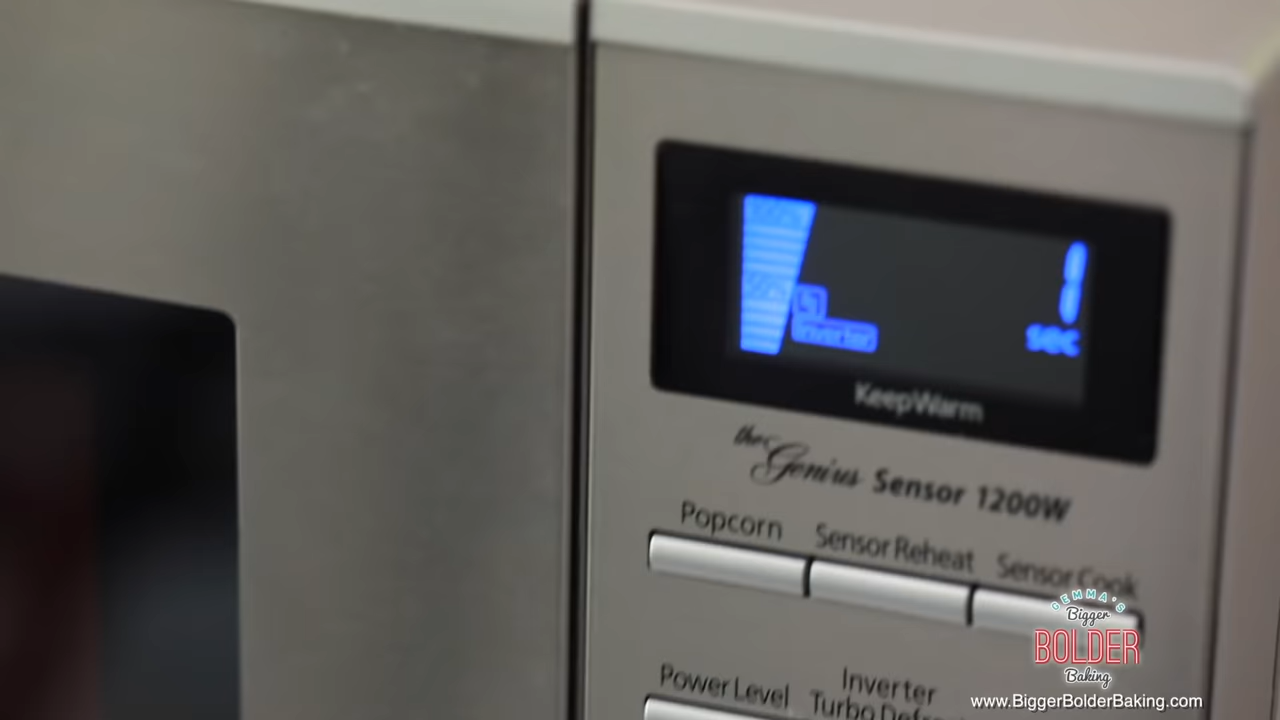 1
sec
Inverter
KeepWarm
the Genius Sensor 1200W
Popcorn
Sensor Reheat
Sensor Cook
Power Level
Inverter
Turbo
GEMMA'S
Bigger
BOLDER
Baking
www.BiggerBolderBaking.com